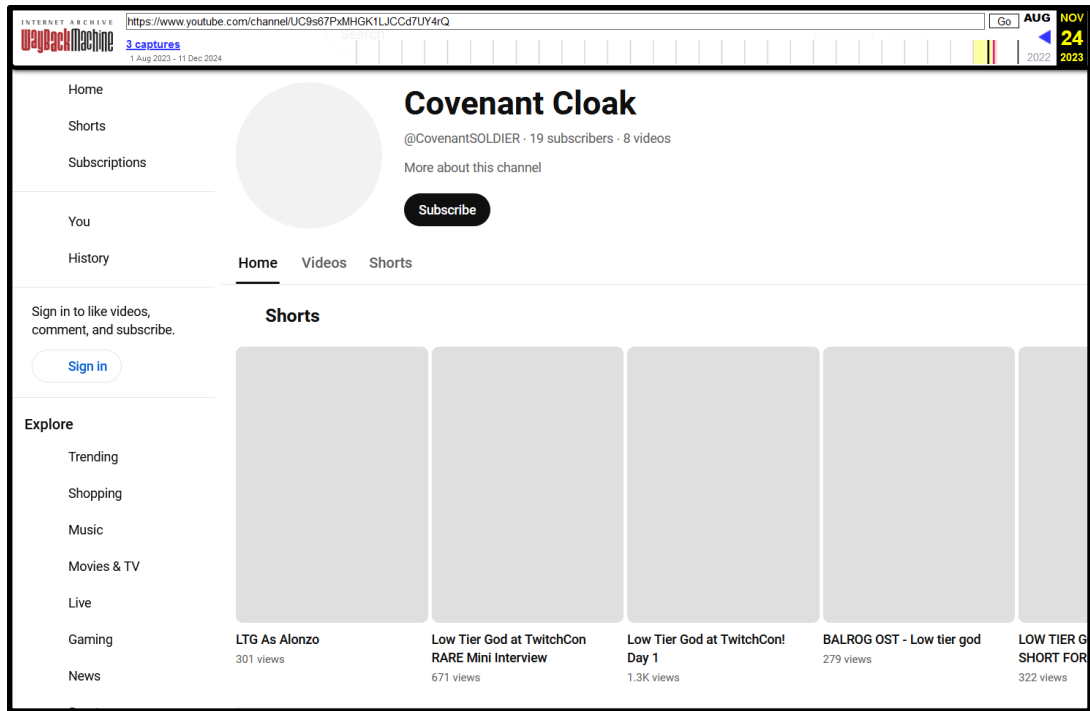 INTERNET ARCHIVE
WayBackMachine
https://www.youtube.com/channel/UC9s67PxMHGK1LJCCd7UY4rQ
Go
AUG
NOV
3 captures
Search
24
1 Aug 2023 - 11 Dec 2024
2022
2023
Home
Shorts
Subscriptions
You
History
Sign in to like videos,
comment, and subscribe.
Sign in
Explore
Trending
Shopping
Music
Movies & TV
Live
Gaming
News
Covenant Cloak
@CovenantSOLDIER · 19 subscribers · 8 videos
More about this channel
Subscribe
Home Videos Shorts
Shorts
LTG As Alonzo
301 views
Low Tier God at TwitchCon
RARE Mini Interview
671 views
Low Tier God at TwitchCon!
Day 1
1.3K views
BALROG OST - Low tier god
279 views
LOW TIER G
SHORT FOR
322 views